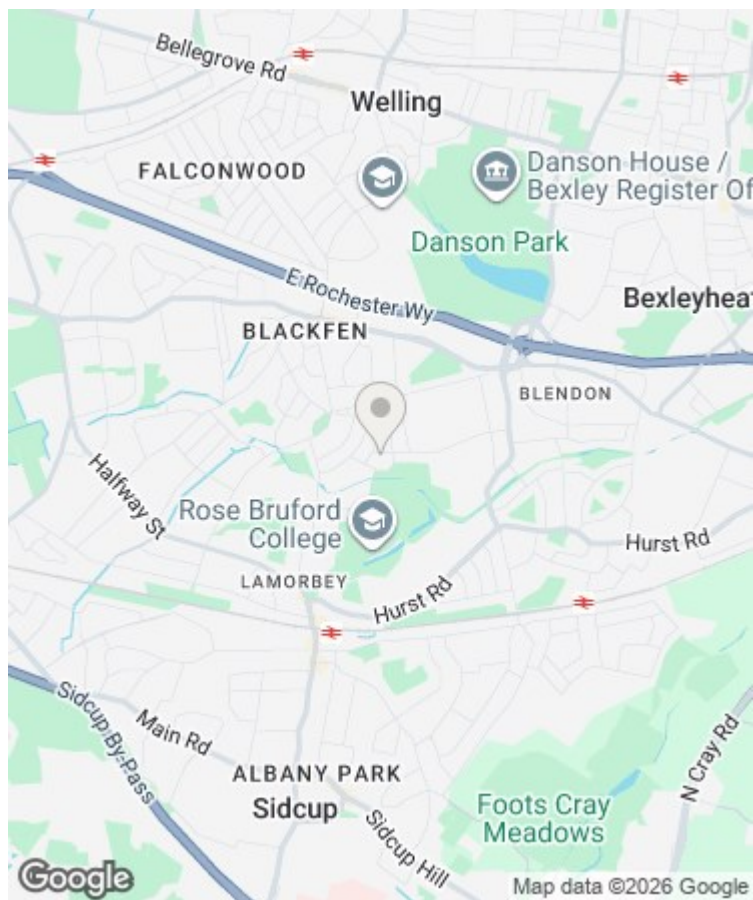 Bellegrove Rd
Welling
FALCONWOOD
Danson House /
Bexley Register Of
Danson Park
E Rochester Wy
Bexleyheat
BLACKFEN
BLENDON
Halfway St
Rose Bruford
College
Hurst Rd
LAMORBEY
Hurst Rd
Sidcup By-Pass
Main Rd
N Cray Rd
ALBANY PARK
Sidcup
Foots Cray
Meadows
Sidcup Hill
Google
Map data ©2026 Google